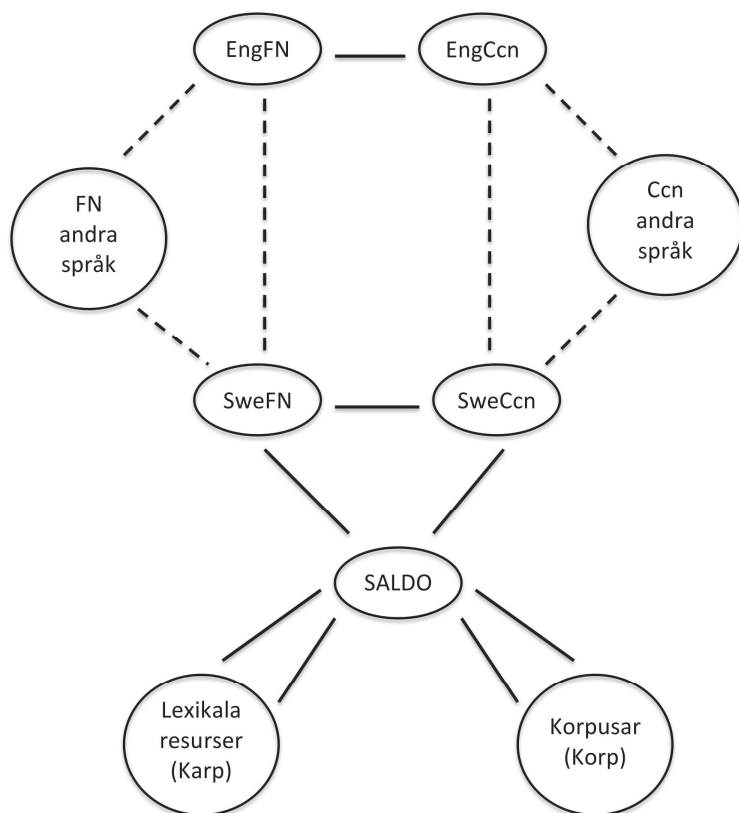 EngFN
EngCcn
FN
andra
språk
Ccn
andra
språk
SweFN
SweCcn
SALDO
Lexikala
resurser
(Karp)
Korpusar
(Korp)